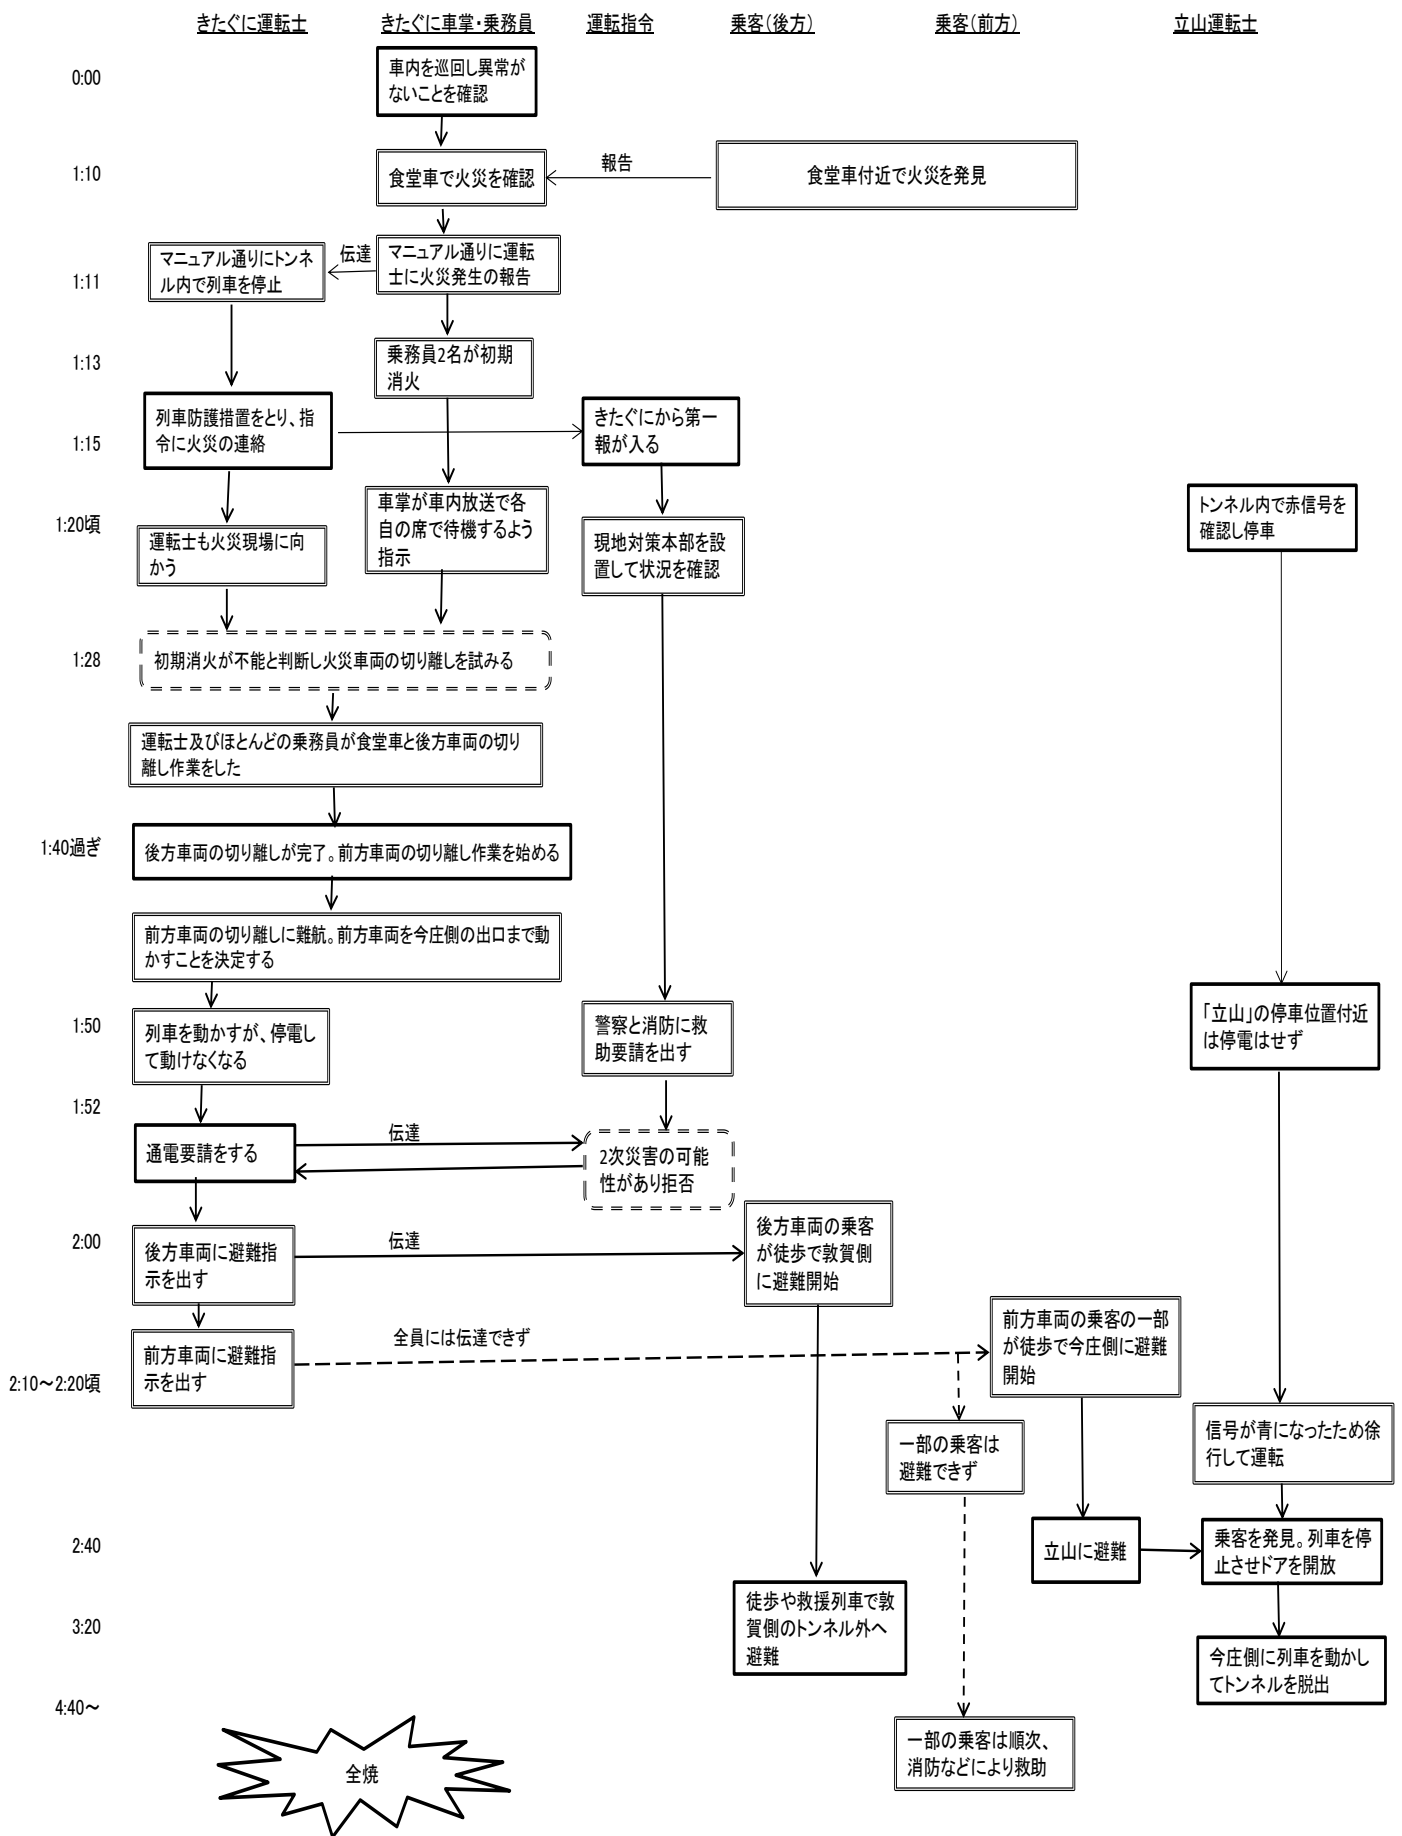 きたぐに運転士
きたぐに車掌・乗務員
運転指令
乗客(後方)
乗客(前方)
立山運転士
0:00
車内を巡回し異常が
ないことを確認
1:10
食堂車で火災を確認
報告
食堂車付近で火災を発見
1:11
マニュアル通りにトンネ
ル内で列車を停止
伝達
マニュアル通りに運転
士に火災発生の報告
1:13
乗務員2名が初期
消火
1:15
列車防護措置をとり、指
令に火災の連絡
きたぐにから第一
報が入る
1:20頃
運転士も火災現場に向
かう
車掌が車内放送で各
自の席で待機するよう
指示
現地対策本部を設
置して状況を確認
トンネル内で赤信号を
確認し停車
1:28
初期消火が不能と判断し火災車両の切り離しを試みる
運転士及びほとんどの乗務員が食堂車と後方車両の切り
離し作業をした
1:40過ぎ
後方車両の切り離しが完了。前方車両の切り離し作業を始める
前方車両の切り離しに難航。前方車両を今庄側の出口まで動
かすことを決定する
1:50
列車を動かすが、停電し
て動けなくなる
警察と消防に救
助要請を出す
「立山」の停車位置付近
は停電はせず
1:52
通電要請をする
伝達
2次災害の可能
性があり拒否
2:00
後方車両に避難指
示を出す
伝達
後方車両の乗客
が徒歩で敦賀側
に避難開始
2:10～2:20頃
前方車両に避難指
示を出す
全員には伝達できず
前方車両の乗客の一部
が徒歩で今庄側に避難
開始
一部の乗客は
避難できず
信号が青になったため徐
行して運転
2:40
立山に避難
乗客を発見。列車を停
止させドアを開放
3:20
徒歩や救援列車で敦
賀側のトンネル外へ
避難
今庄側に列車を動かし
てトンネルを脱出
4:40～
全焼
一部の乗客は順次、
消防などにより救助